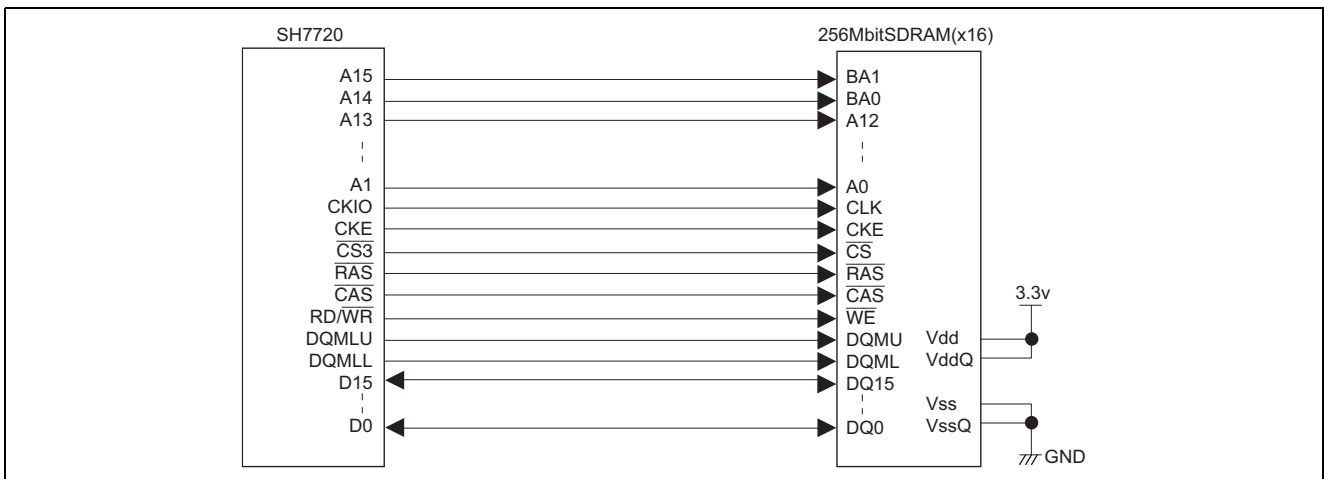 SH7720
256MbitSDRAM(x16)
A15
BA1
A14
BA0
A13
A12
A1
A0
CKIO
CLK
CKE
CKE
CS3
CS
RAS
RAS
CAS
CAS
3.3v
RD/WR
WE
DQMLU
DQMU
Vdd
DQMLL
DQML
VddQ
D15
DQ15
Vss
D0
DQ0
VssQ
GND